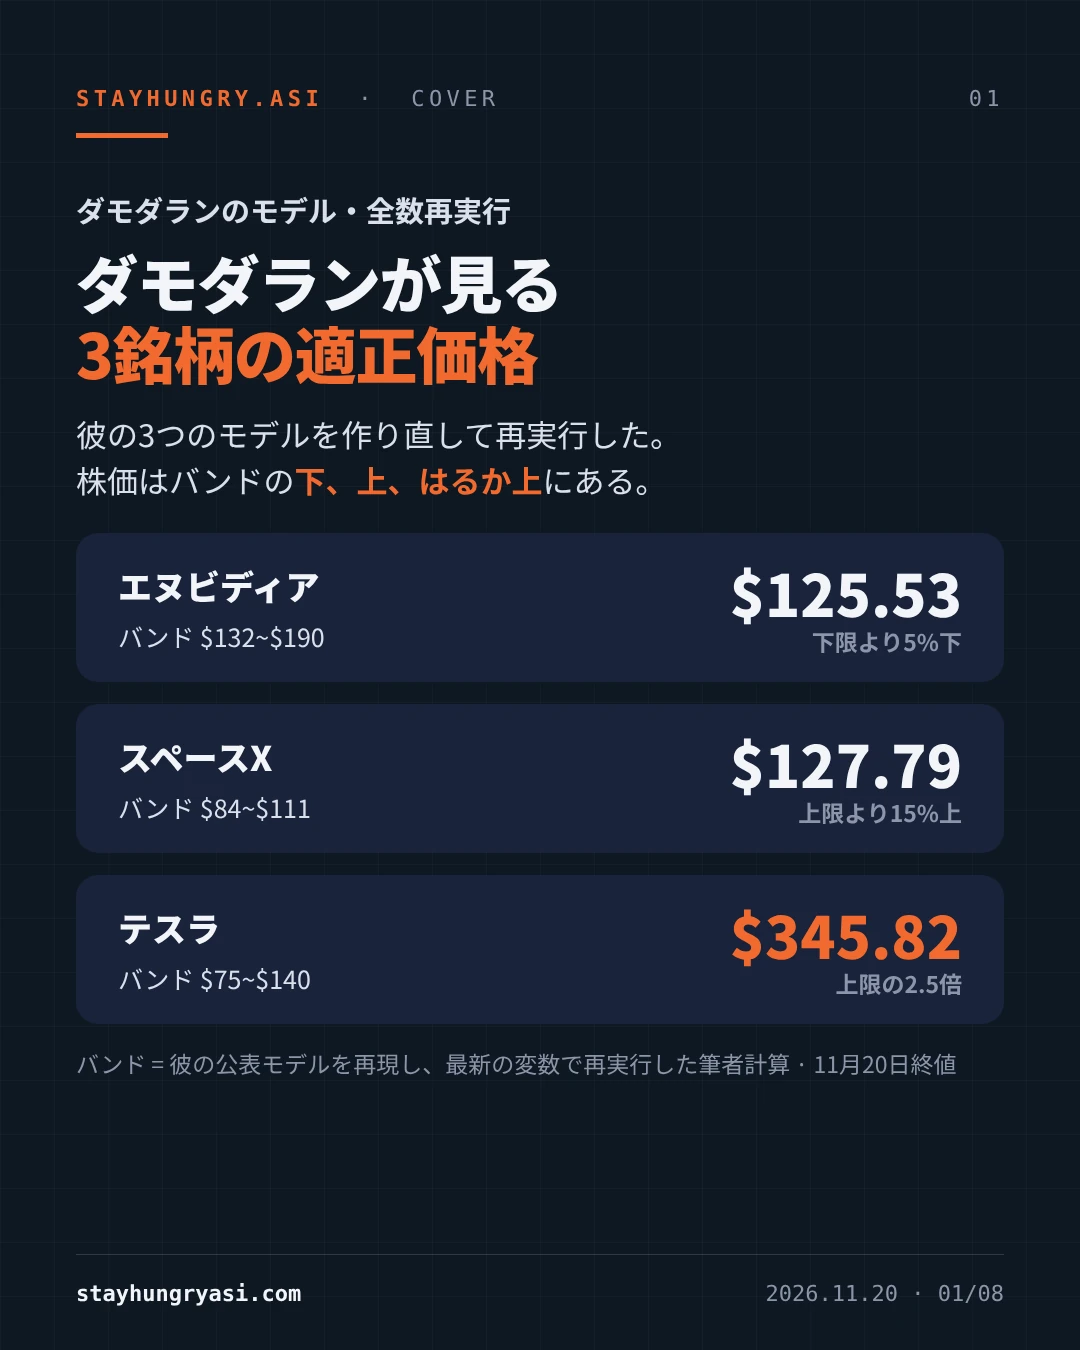 STAYHUNGRY.ASI · COVER 01
ダモダランのモデル・全数再実行
ダモダランが見る
3銘柄の適正価格
彼の3つのモデルを作り直して再実行した。
株価はバンドの下、上、はるか上にある。
エヌビディア
バンド $132~$190
$125.53
下限より5%下
スペースX
バンド $84~$111
$127.79
上限より15%上
テスラ
バンド $75~$140
$345.82
上限の2.5倍
バンド = 彼の公表モデルを再現し、最新の変数で再実行した筆者計算 · 11月20日終値
stayhungryasi.com
2026.11.20 · 01/08